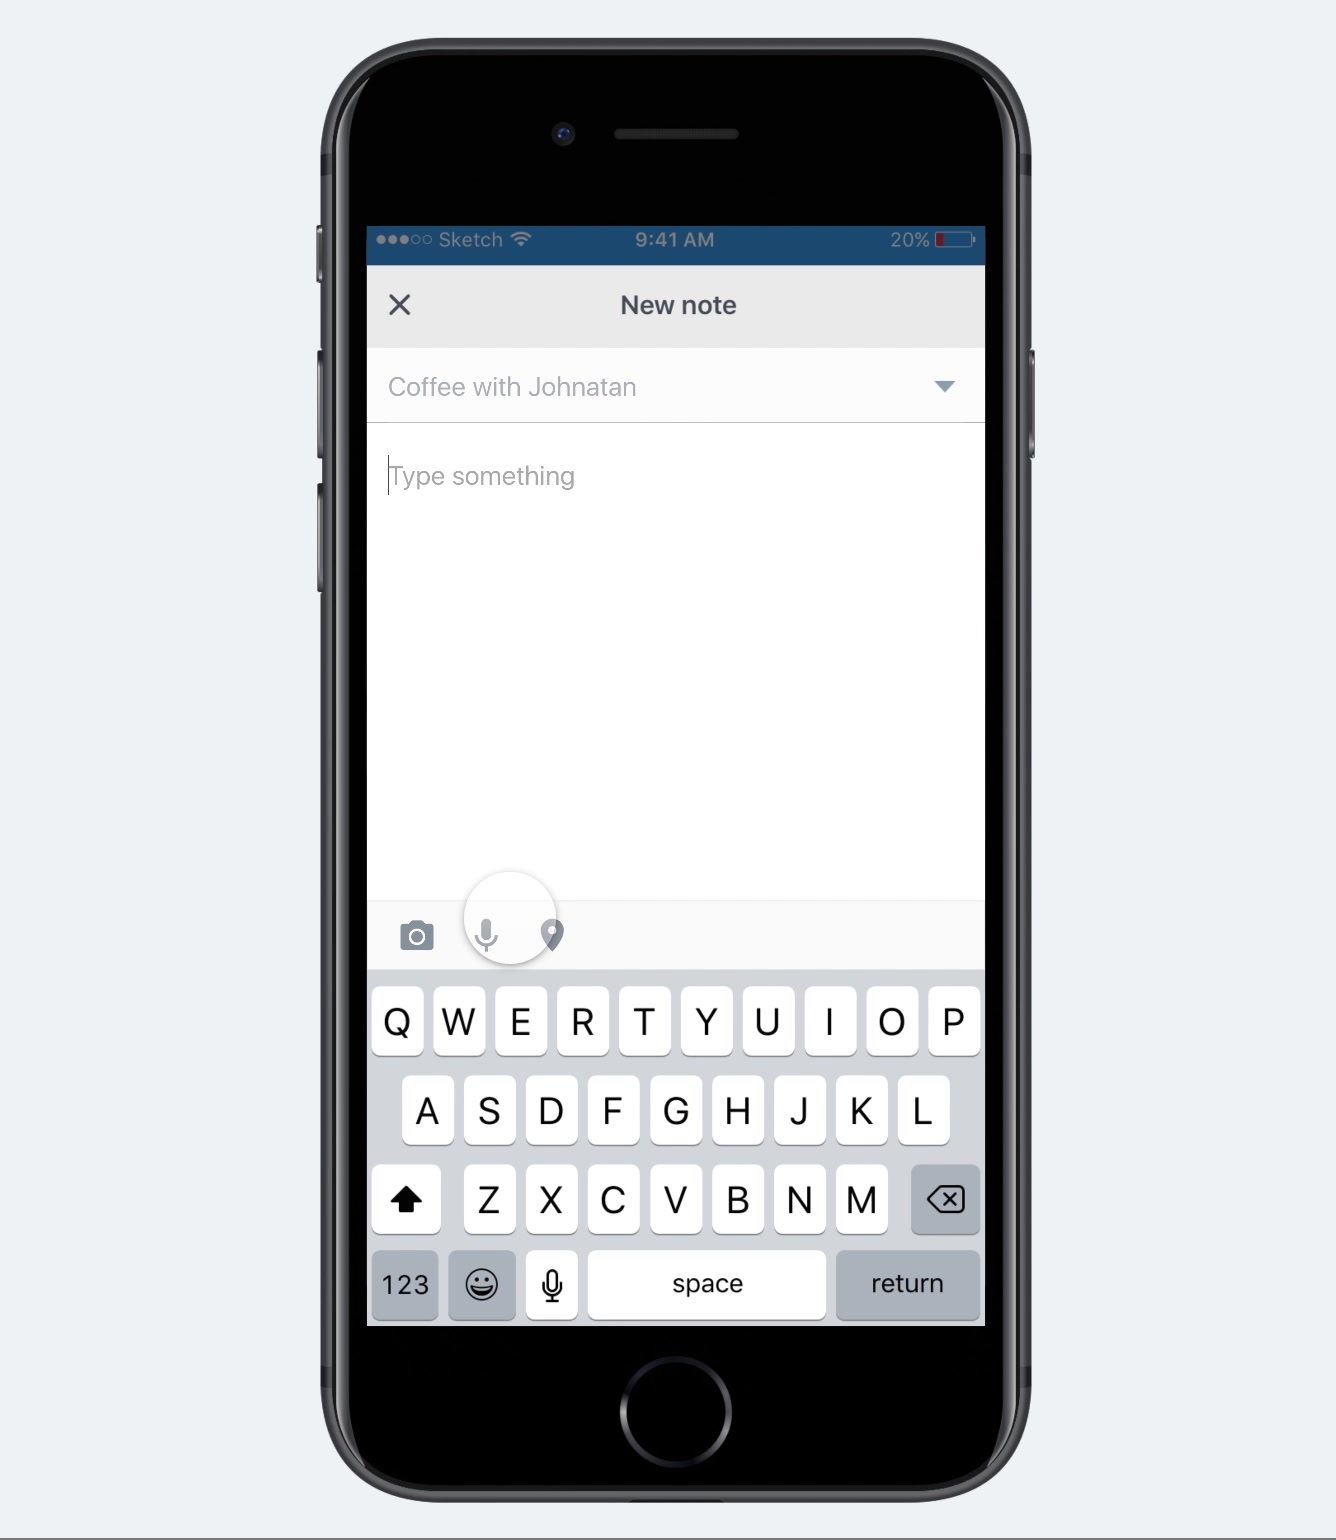 Sketch 9:41 AM 20%
New note
Coffee with Johnatan
Type something
Q W E R T Y U I O P
A S D F G H J K L
Z X C V B N M
123 space return